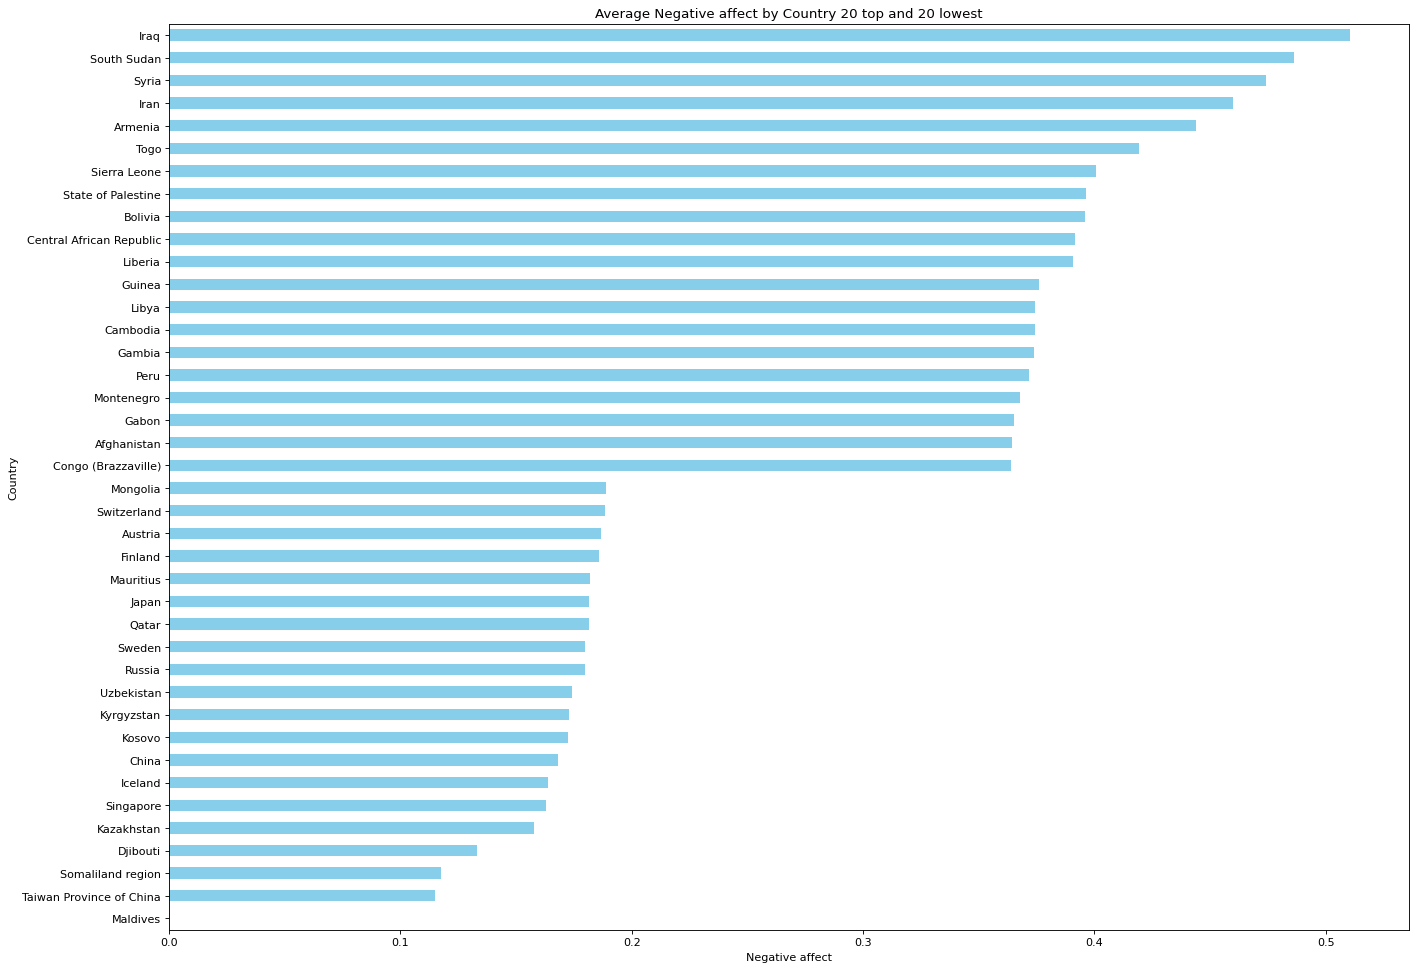 Average Negative affect by Country 20 top and 20 lowest
Iraq
South Sudan
Syria
Iran
Armenia
Togo
Sierra Leone
State of Palestine
Bolivia
Central African Republic
Liberia
Guinea
Libya
Cambodia
Gambia
Peru
Montenegro
Gabon
Afghanistan
Congo (Brazzaville)
Mongolia
Switzerland
Austria
Finland
Mauritius
Japan
Qatar
Sweden
Russia
Uzbekistan
Kyrgyzstan
Kosovo
China
Iceland
Singapore
Kazakhstan
Djibouti
Somaliland region
Taiwan Province of China
Maldives
Country
0.0 0.1 0.2 0.3 0.4 0.5
Negative affect